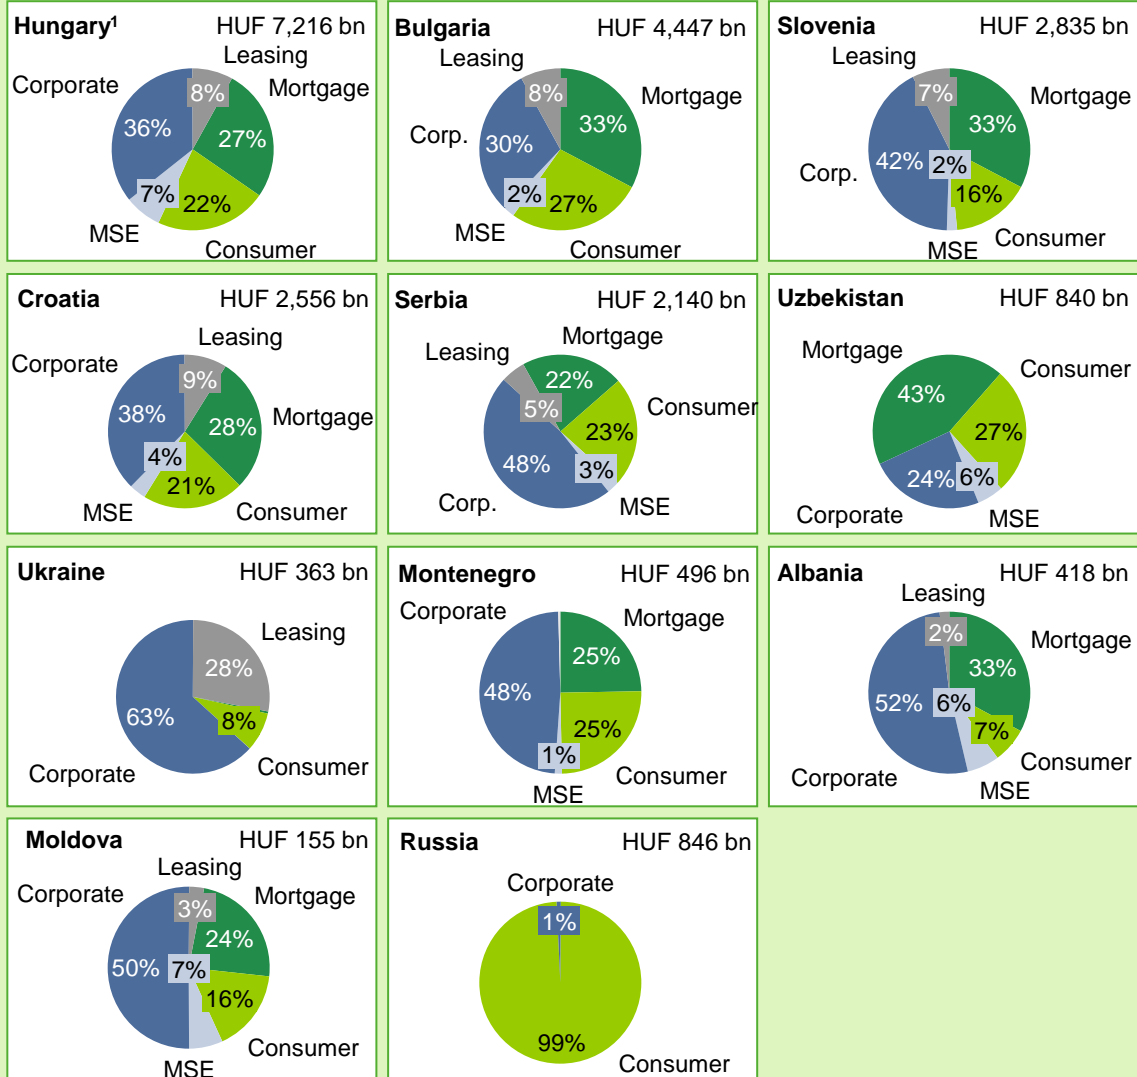 Hungary¹ HUF 7,216 bn
Leasing
Corporate
Mortgage
8%
36%
27%
7%
22%
MSE
Consumer
Bulgaria HUF 4,447 bn
Leasing
Mortgage
8%
33%
Corp.
30%
2%
27%
MSE
Consumer
Slovenia HUF 2,835 bn
Leasing
Mortgage
7%
33%
Corp.
42%
2%
16%
MSE
Consumer
Croatia HUF 2,556 bn
Leasing
Corporate
9%
38%
28%
Mortgage
4%
21%
MSE
Consumer
Serbia HUF 2,140 bn
Mortgage
Leasing
22%
5%
Consumer
23%
48%
3%
Corp.
MSE
Uzbekistan HUF 840 bn
Mortgage
Consumer
43%
27%
24%
6%
Corporate
MSE
Ukraine HUF 363 bn
Leasing
28%
63%
8%
Corporate
Consumer
Montenegro HUF 496 bn
Corporate
Mortgage
25%
48%
25%
1%
Consumer
MSE
Albania HUF 418 bn
Leasing
2%
Mortgage
33%
52%
6%
7%
Corporate
Consumer
MSE
Moldova HUF 155 bn
Leasing
Corporate
Mortgage
3%
24%
50%
7%
16%
Consumer
MSE
Russia HUF 846 bn
Corporate
1%
99%
Consumer